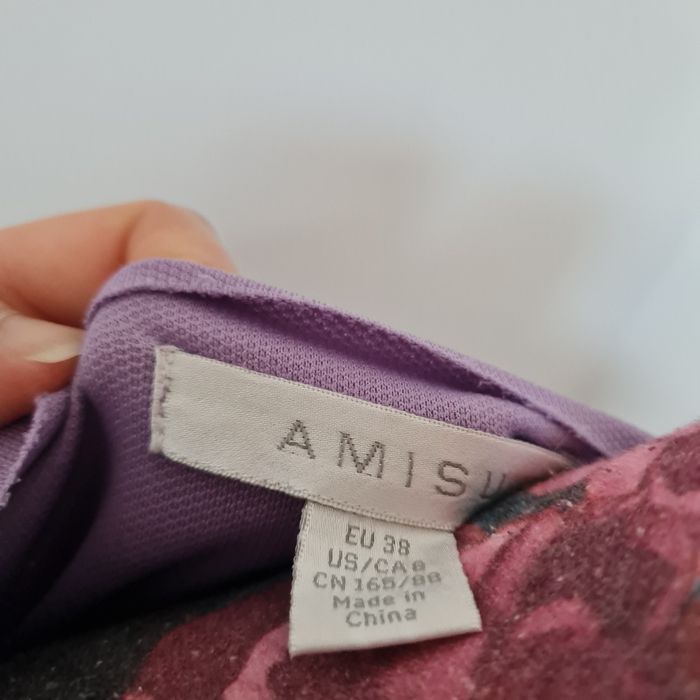 AMISU
EU 38
US/CA 8
CN 165/88
Made in
China